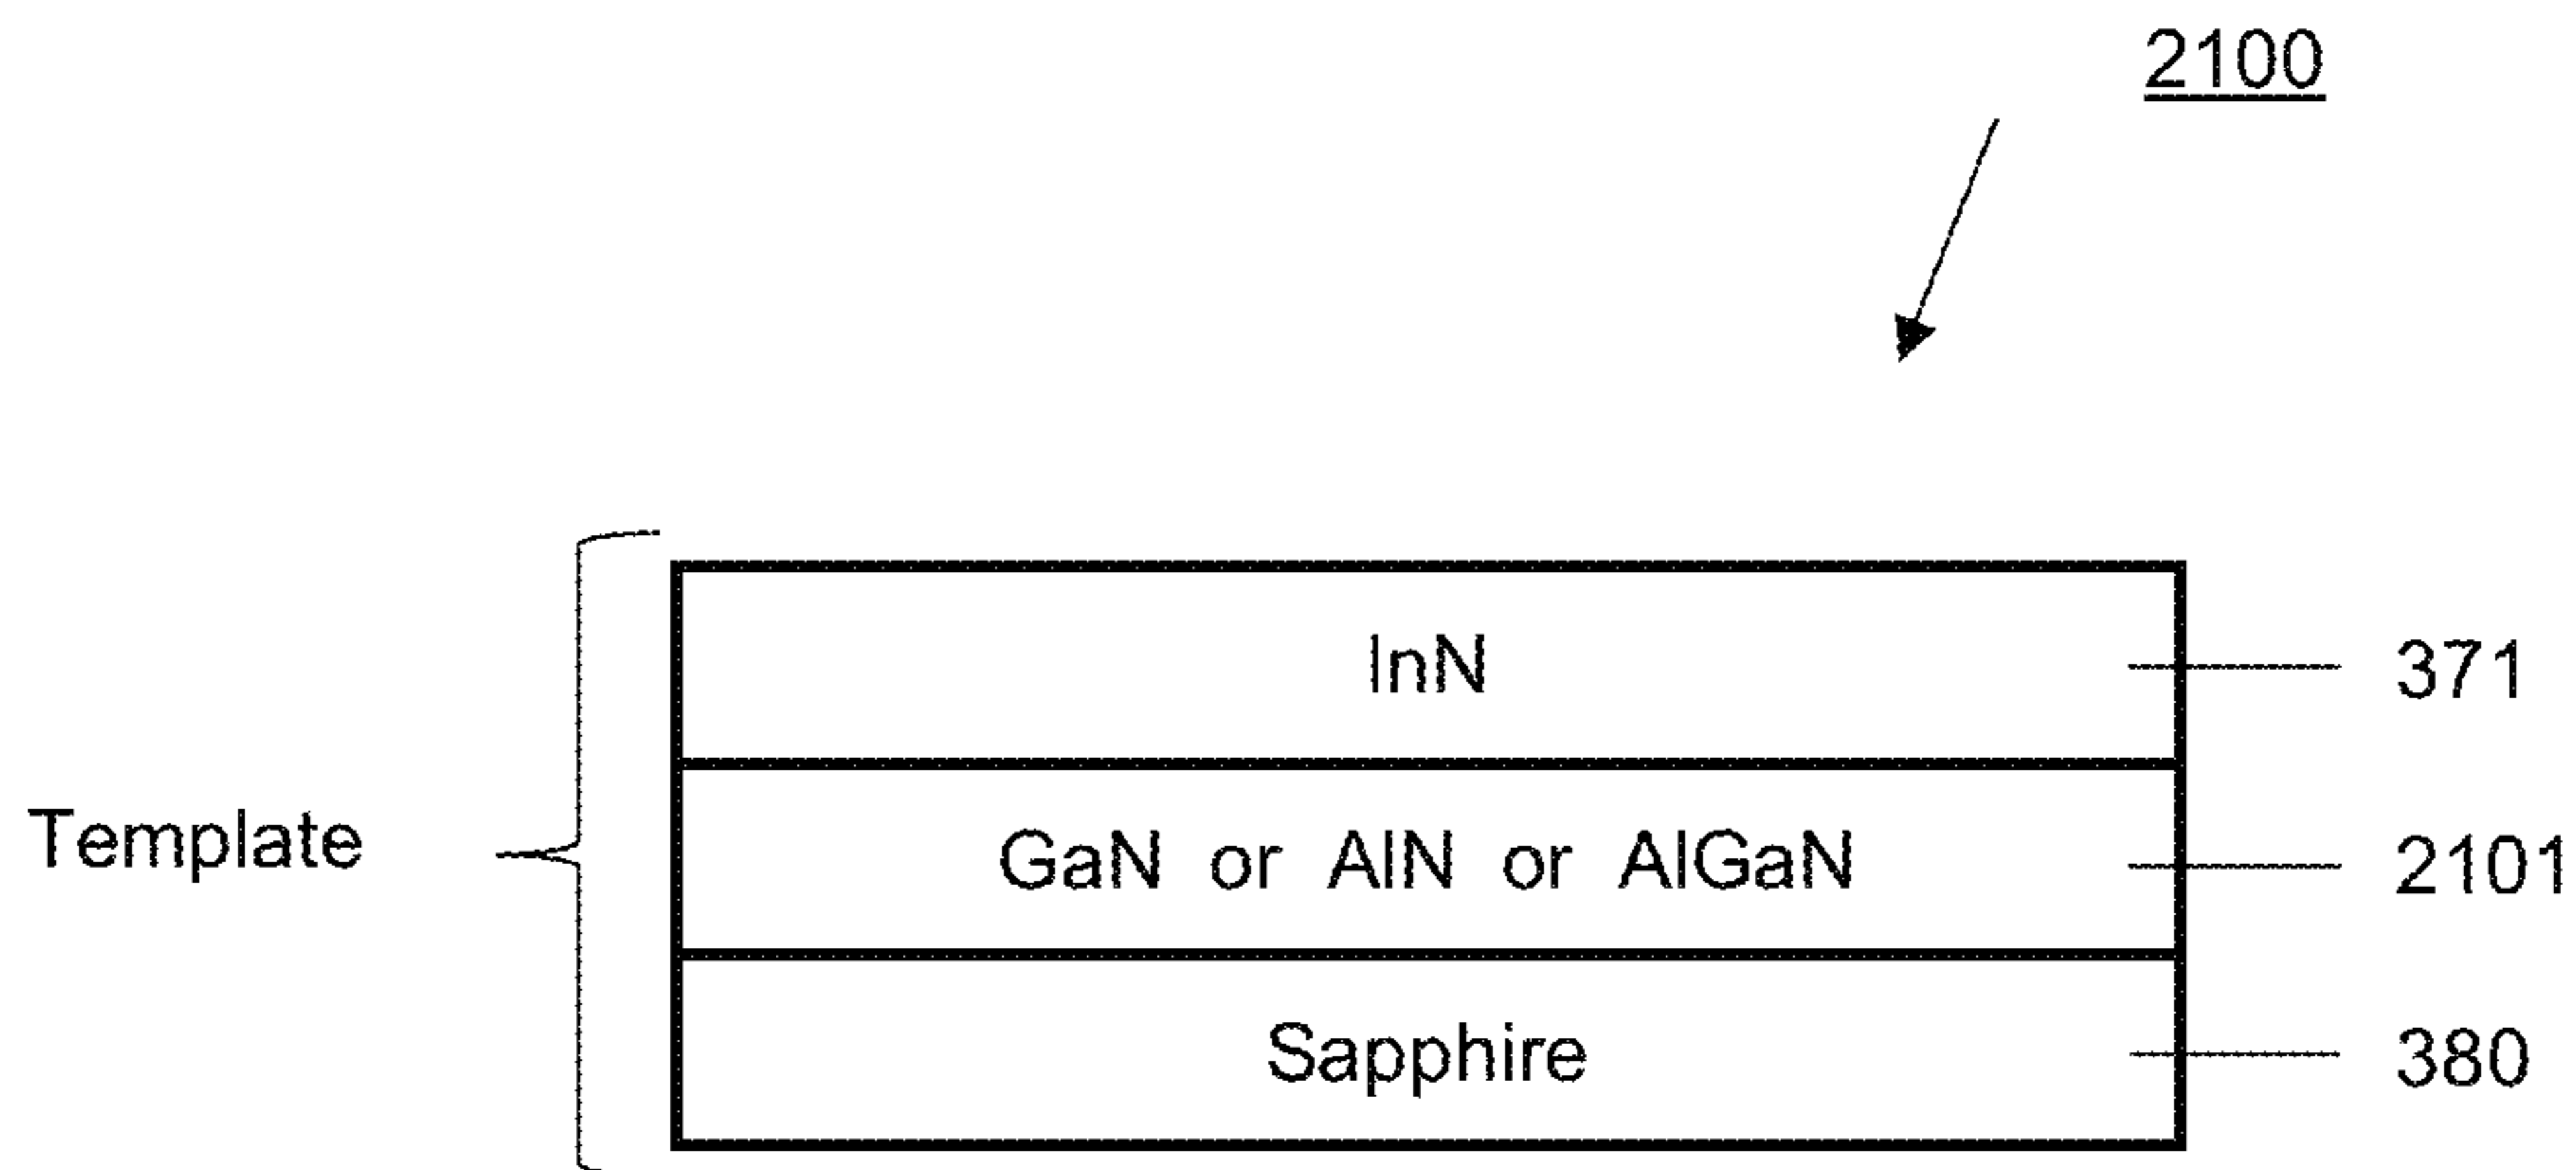 2100
InN
371
Template
GaN or AlN or AlGaN
2101
Sapphire
380